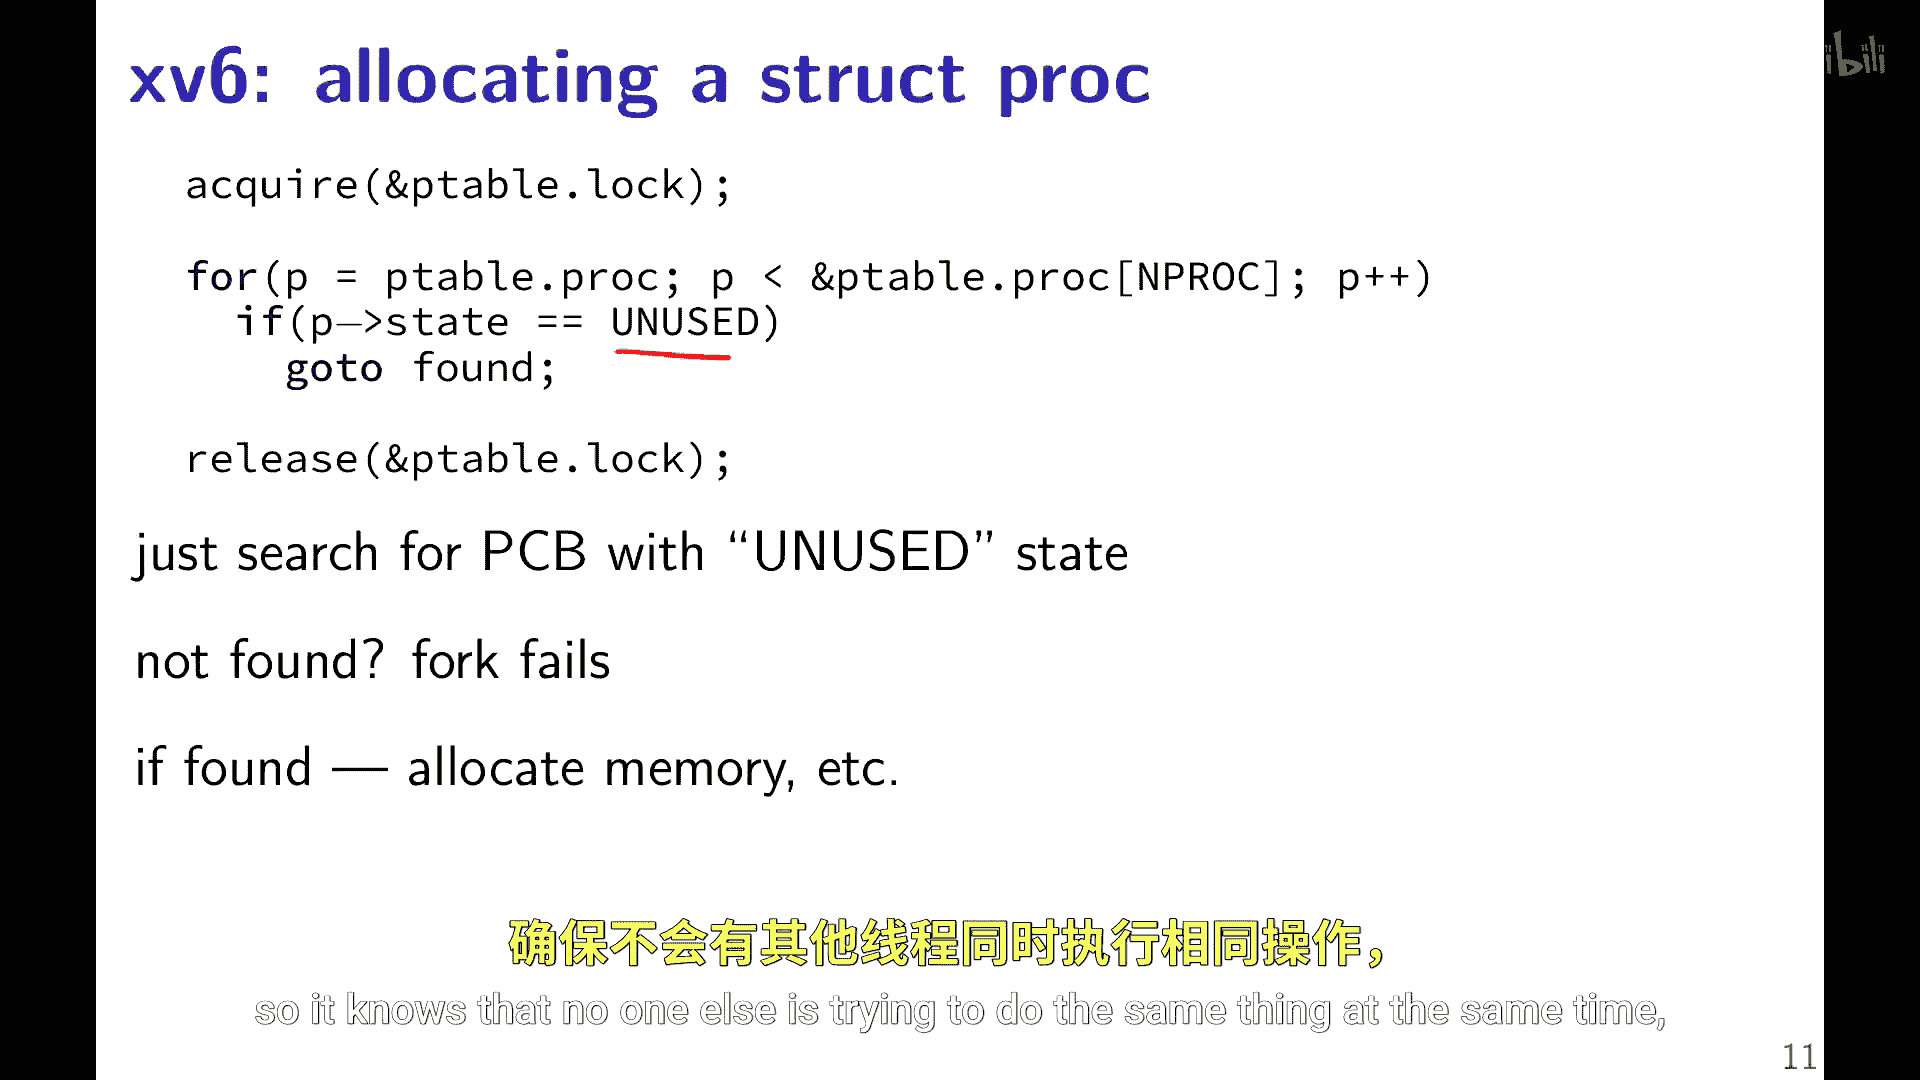 xv6: allocating a struct proc
bili
acquire(&ptable.lock);
for(p = ptable.proc; p < &ptable.proc[NPROC]; p++)
if(p—>state == UNUSED)
goto found;
release(&ptable.lock);
just search for PCB with “UNUSED” state
not found? fork fails
if found — allocate memory, etc.
确保不会有其他线程同时执行相同操作，
so it knows that no one else is trying to do the same thing at the same time,
11